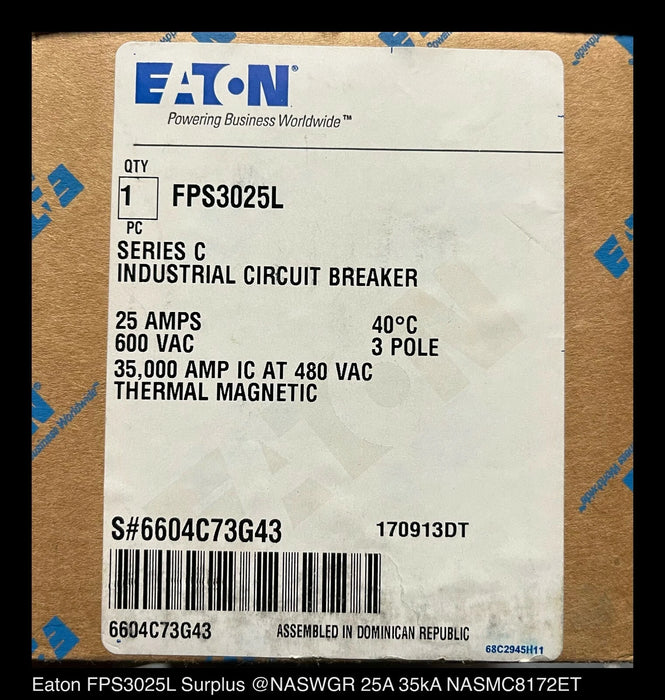 EATON®
Powering Business Worldwide™
QTY
1 FPS3025L
PC
SERIES C
INDUSTRIAL CIRCUIT BREAKER
25 AMPS 40°C
600 VAC 3 POLE
35,000 AMP IC AT 480 VAC
THERMAL MAGNETIC
S#6604C73G43 170913DT
6604C73G43 ASSEMBLED IN DOMINICAN REPUBLIC
68C2945H11
Eaton FPS3025L Surplus @NASWGR 25A 35kA NASMC8172ET